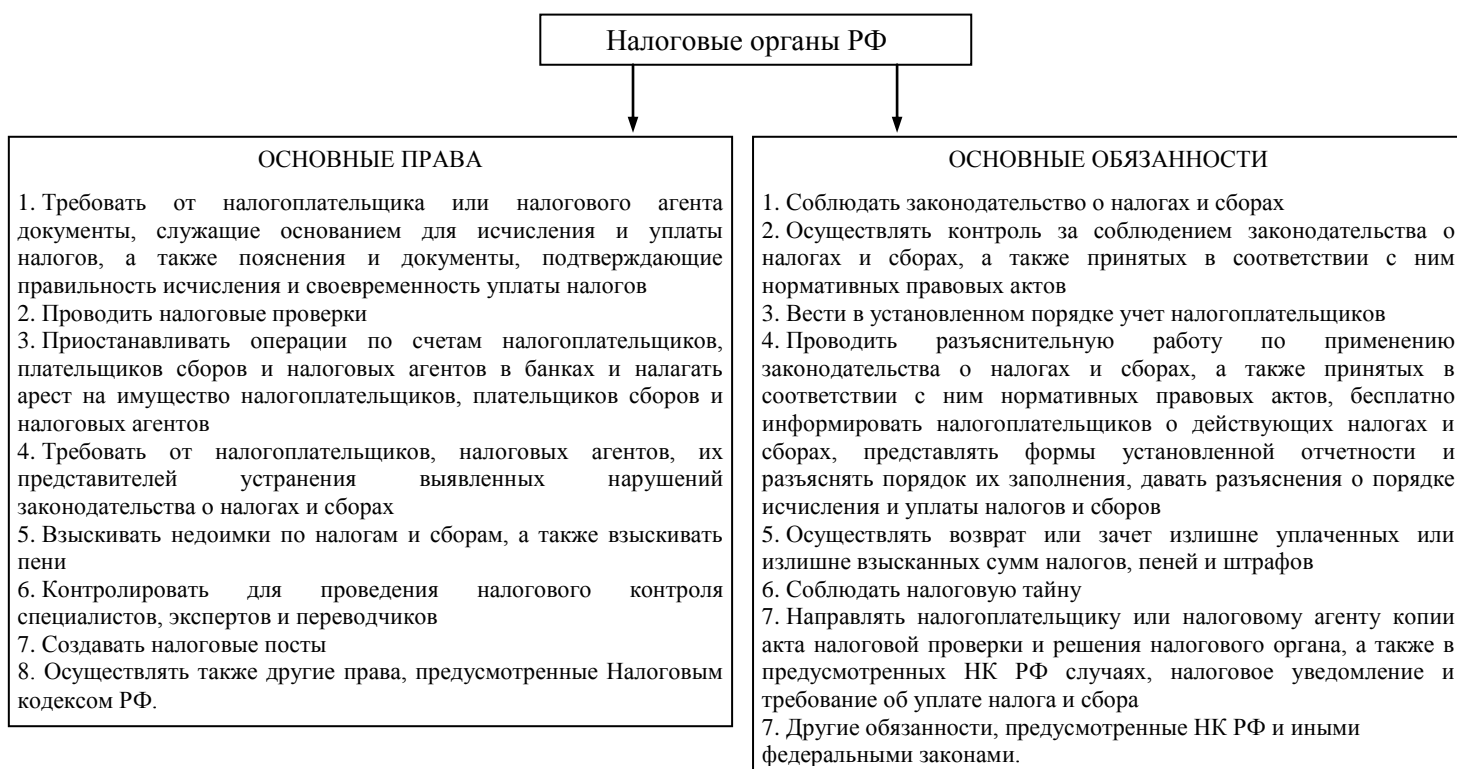 Налоговые органы РФ
ОСНОВНЫЕ ПРАВА
1. Требовать от налогоплательщика или налогового агента
документы, служащие основанием для исчисления и уплаты
налогов, а также пояснения и документы, подтверждающие
правильность исчисления и своевременность уплаты налогов
2. Проводить налоговые проверки
3. Приостанавливать операции по счетам налогоплательщиков,
плательщиков сборов и налоговых агентов в банках и налагать
арест на имущество налогоплательщиков, плательщиков сборов и
налоговых агентов
4. Требовать от налогоплательщиков, налоговых агентов, их
представителей устранения выявленных нарушений
законодательства о налогах и сборах
5. Взыскивать недоимки по налогам и сборам, а также взыскивать
пени
6. Контролировать для проведения налогового контроля
специалистов, экспертов и переводчиков
7. Создавать налоговые посты
8. Осуществлять также другие права, предусмотренные Налоговым
кодексом РФ.
ОСНОВНЫЕ ОБЯЗАННОСТИ
1. Соблюдать законодательство о налогах и сборах
2. Осуществлять контроль за соблюдением законодательства о
налогах и сборах, а также принятых в соответствии с ним
нормативных правовых актов
3. Вести в установленном порядке учет налогоплательщиков
4. Проводить разъяснительную работу по применению
законодательства о налогах и сборах, а также принятых в
соответствии с ним нормативных правовых актов, бесплатно
информировать налогоплательщиков о действующих налогах и
сборах, представлять формы установленной отчетности и
разъяснять порядок их заполнения, давать разъяснения о порядке
исчисления и уплаты налогов и сборов
5. Осуществлять возврат или зачет излишне уплаченных или
излишне взысканных сумм налогов, пеней и штрафов
6. Соблюдать налоговую тайну
7. Направлять налогоплательщику или налоговому агенту копии
акта налоговой проверки и решения налогового органа, а также в
предусмотренных НК РФ случаях, налоговое уведомление и
требование об уплате налога и сбора
7. Другие обязанности, предусмотренные НК РФ и иными
федеральными законами.